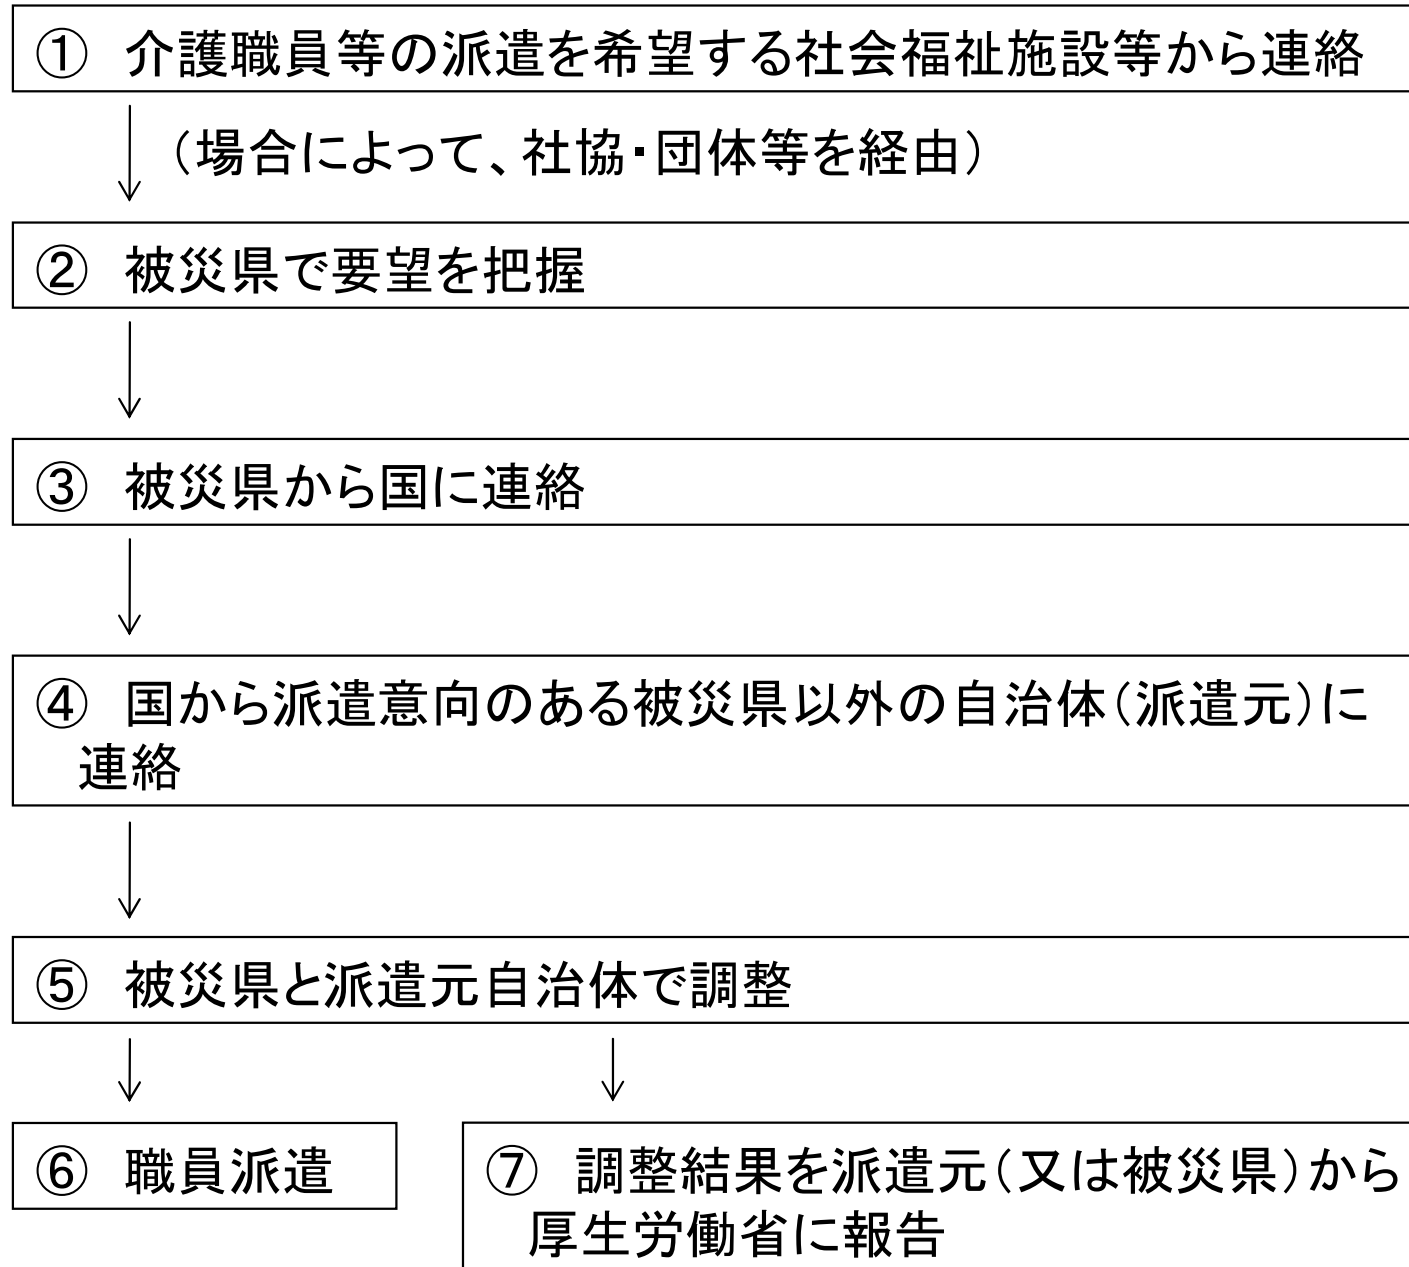 ① 介護職員等の派遣を希望する社会福祉施設等から連絡
（場合によって、社協・団体等を経由）
② 被災県で要望を把握
③ 被災県から国に連絡
④ 国から派遣意向のある被災県以外の自治体（派遣元）に
連絡
⑤ 被災県と派遣元自治体で調整
⑥ 職員派遣
⑦ 調整結果を派遣元（又は被災県）から
厚生労働省に報告